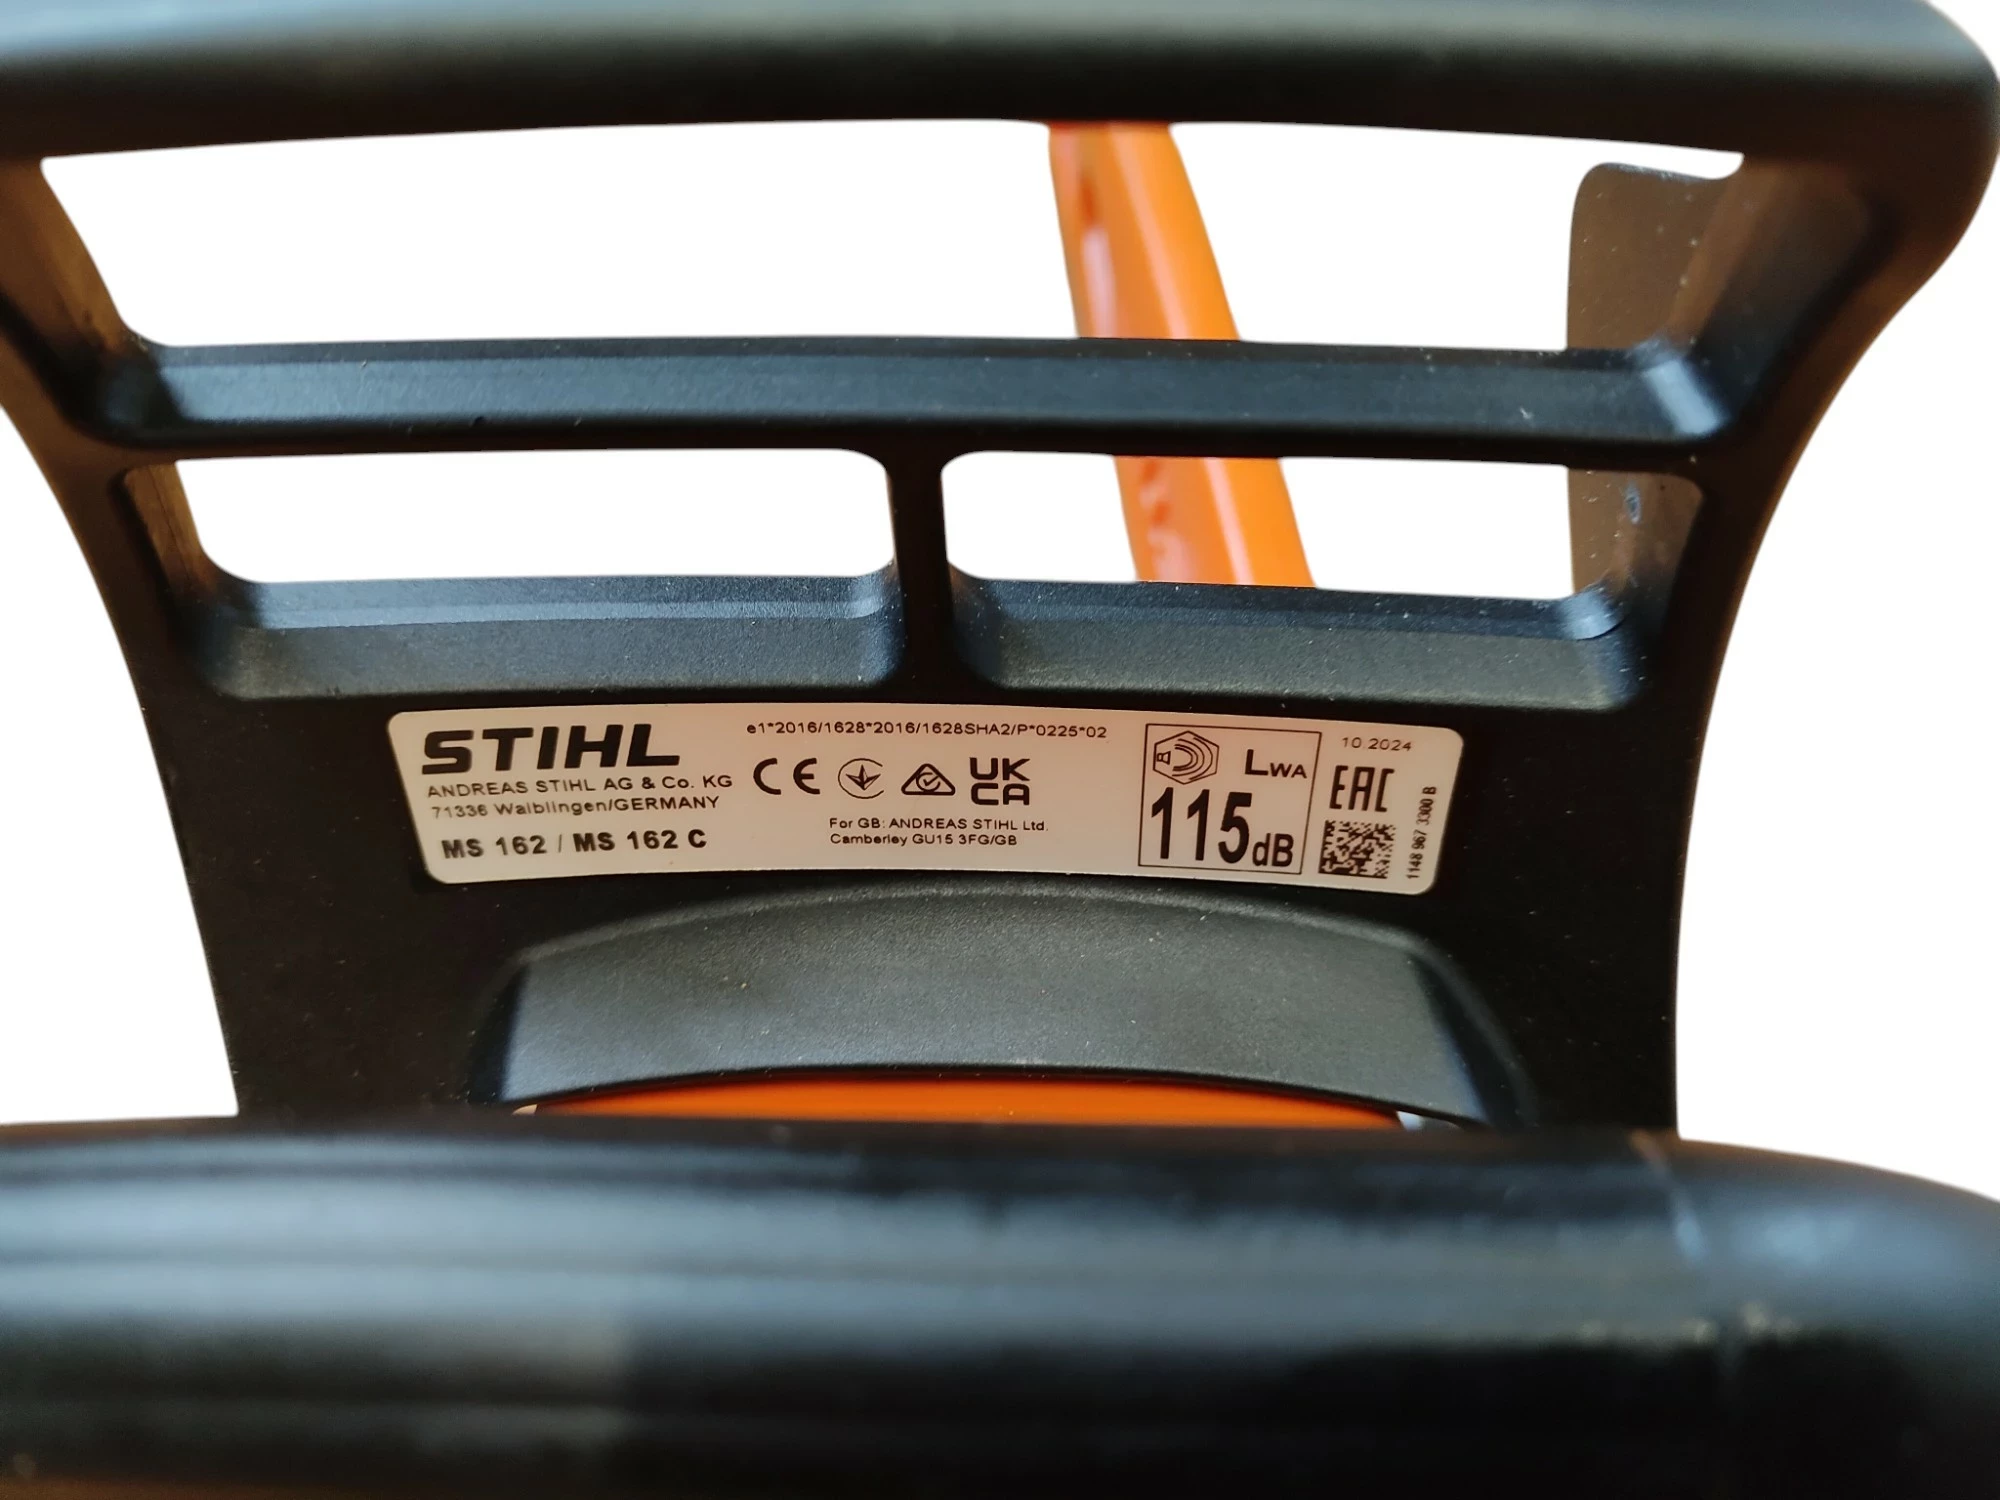 STIHL
ANDREAS STIHL AG & Co. KG
71336 Waiblingen/GERMANY
MS 162 / MS 162 C
e1*2016/1628*2016/1628SHA2/P*0225*02
CE UK CA
For GB: ANDREAS STIHL Ltd.
Camberley GU15 3FG/GB
LWA
115dB
10.2024
EAC
1148 967 3300 B